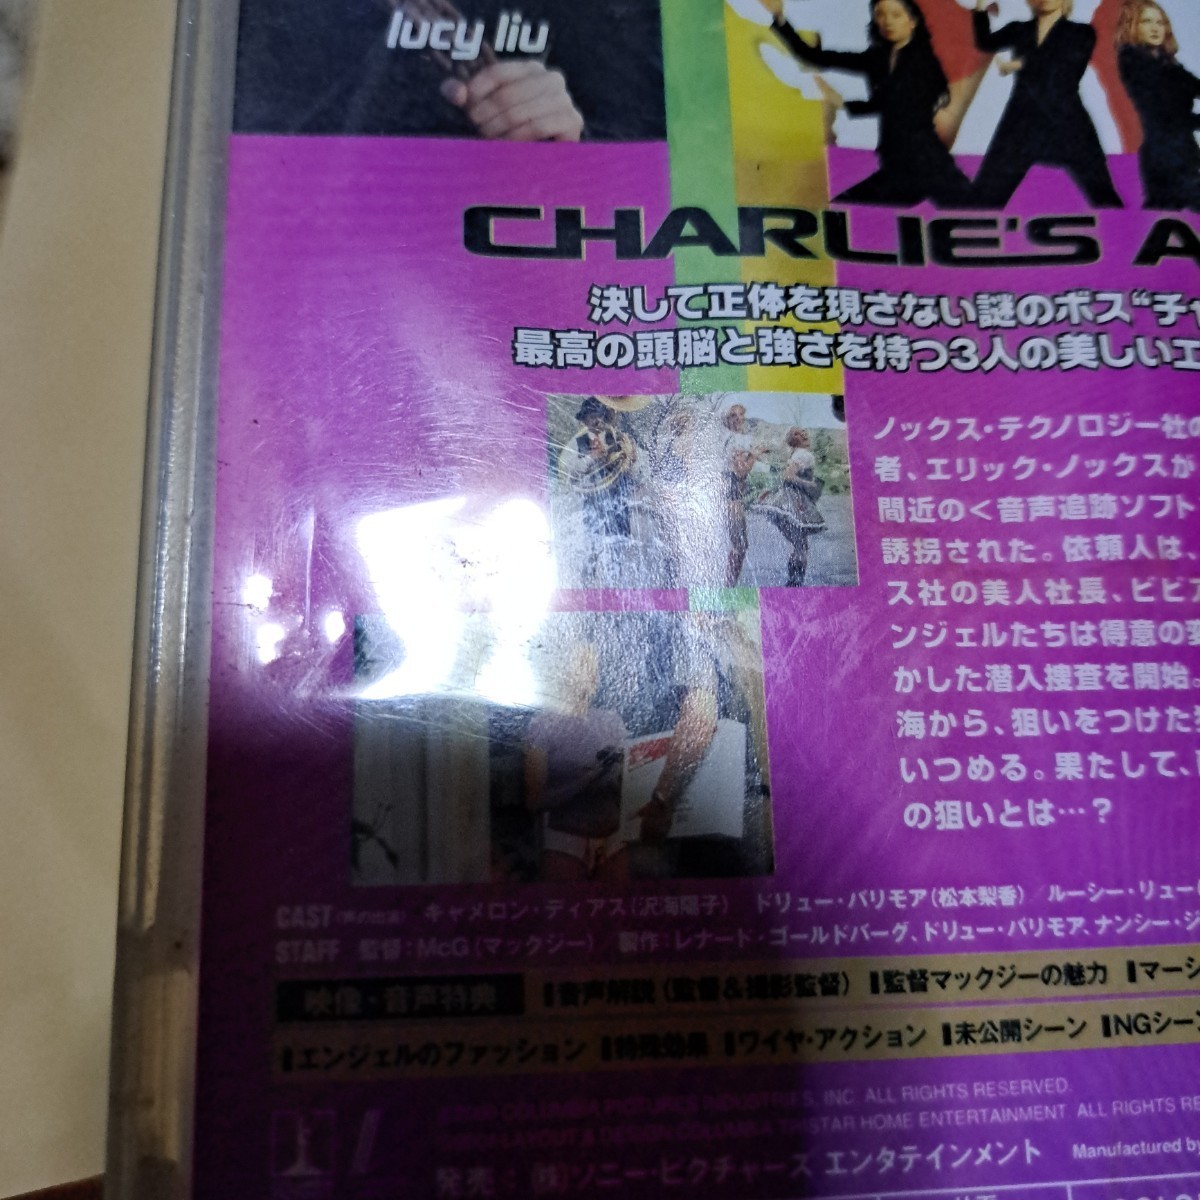 lucy liu
CHARLIE'S A
決して正体を現さない謎のボス“チャ
最高の頭脳と強さを持つ3人の美しいエ
ノックス・テクノロジー社の
者、エリック・ノックスが
間近の<音声追跡ソフト
誘拐された。依頼人は、
ス社の美人社長、ビビア
ンジェルたちは得意の
かした潜入捜査を開始。
海から、狙いをつけた
いつめる。果たして、
の狙いとは…?
CAST キャメロン・ディアス(沢海陽子) ドリュー・バリモア(松本梨香)／ルーシー・リュー
STAFF 監督:McG(マックジー)／製作:レナード・ゴールドバーグ、ドリュー・バリモア、ナンシー・ジ
映像・音声特典 ■音声解説(監督&撮影監督) ■監督マックジーの魅力 ■マーシ
■エンジェルのファッション ■特殊効果 ■ワイヤ・アクション ■未公開シーン ■NGシーン
COLUMBIA PICTURES INDUSTRIES, INC. ALL RIGHTS RESERVED.
LAYOUT & DESIGN COLUMBIA TRISTAR HOME ENTERTAINMENT. ALL RIGHTS RE
発売:(株)ソニー・ピクチャーズ エンタテインメント Manufactured by